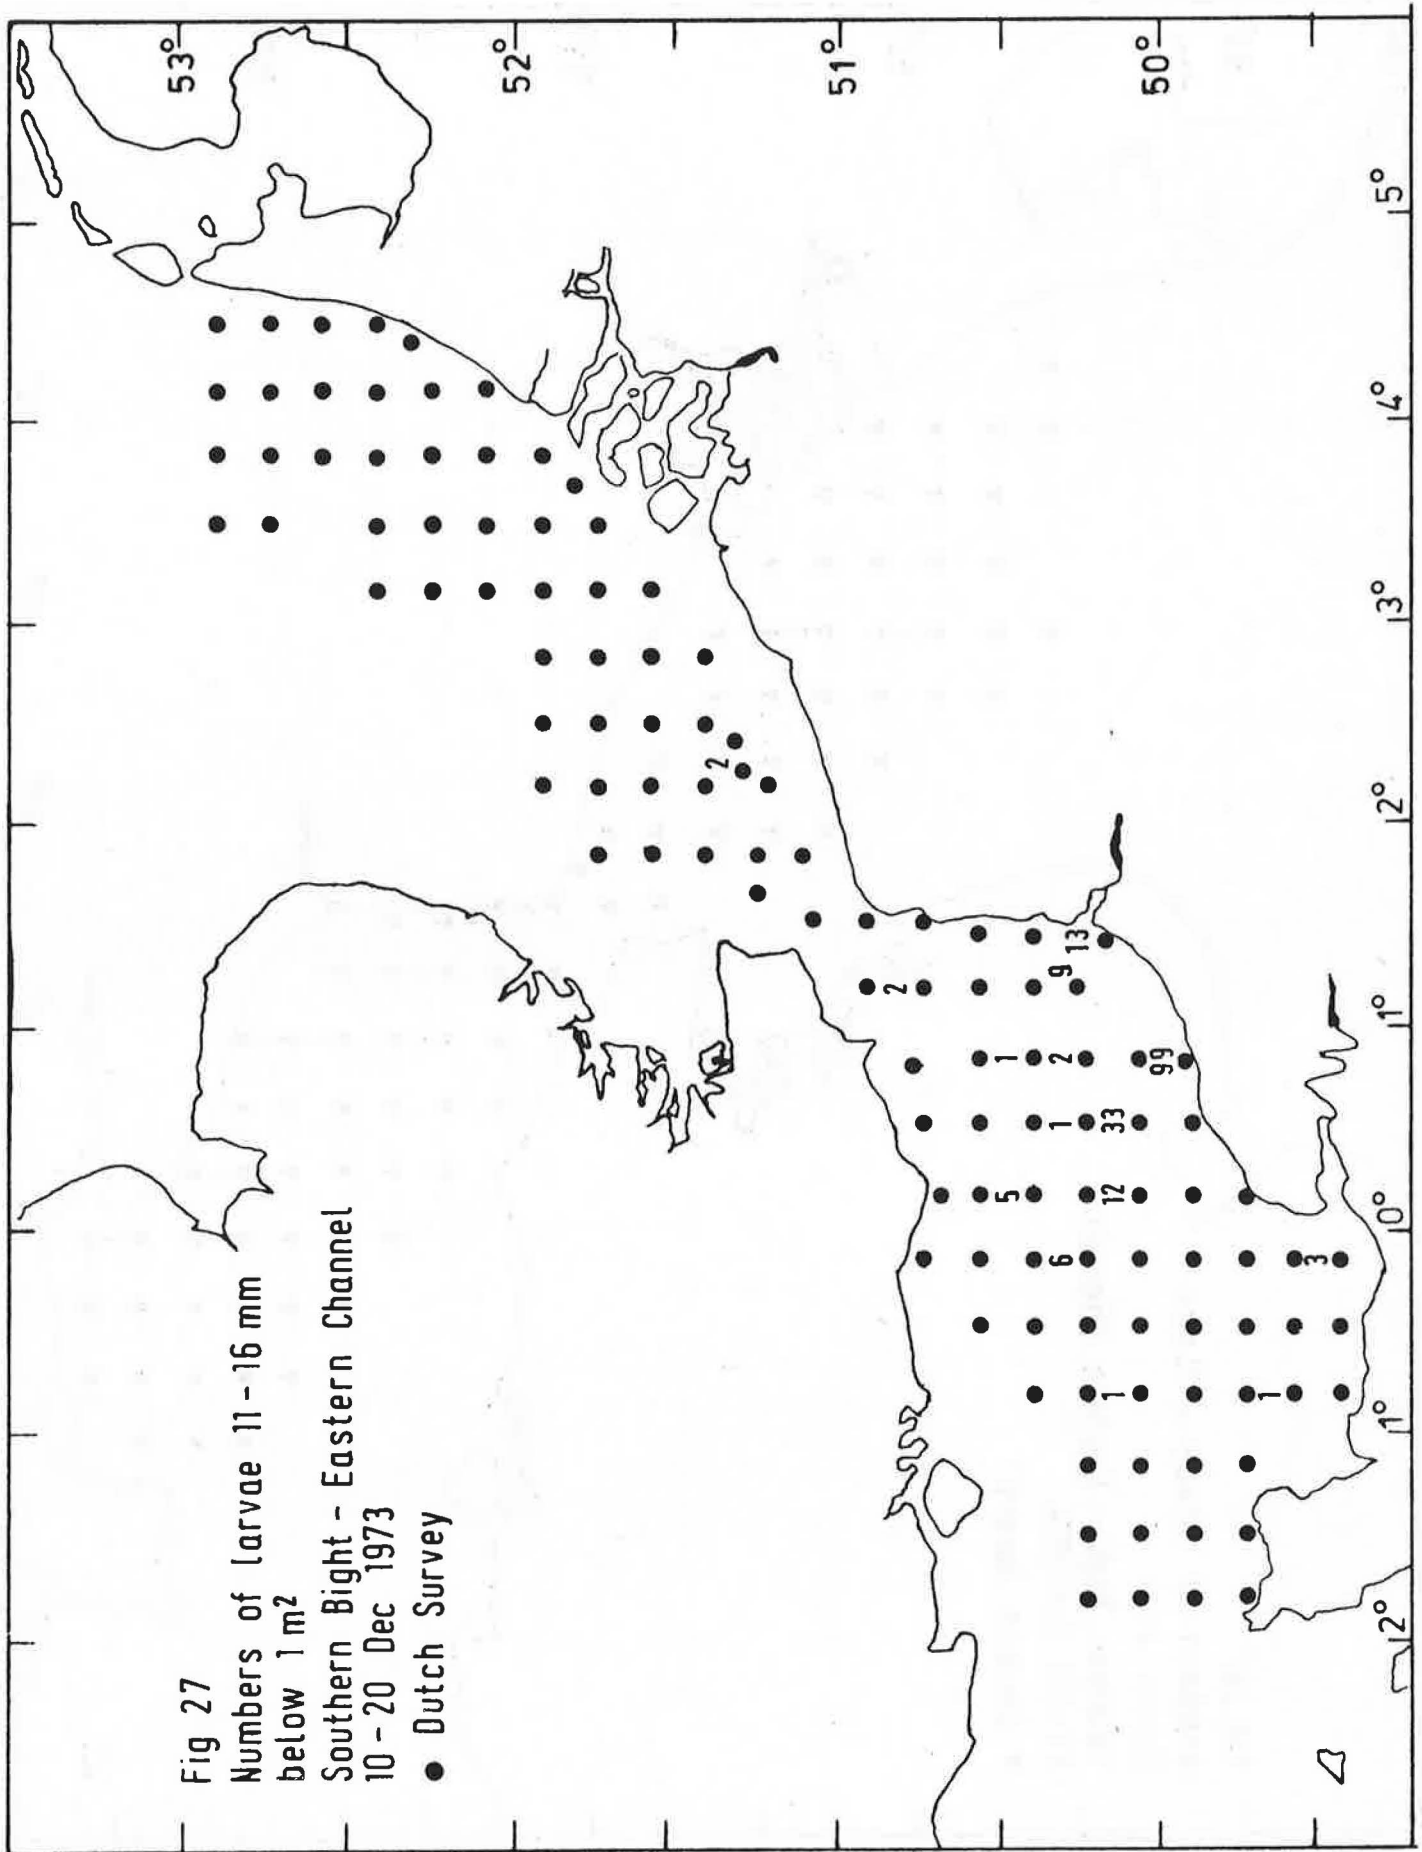 Fig 27
Numbers of larvae 11-16 mm
below 1 m²
Southern Bight - Eastern Channel
10-20 Dec 1973
● Dutch Survey
53°
52°
2
2
51°
5 1
6 1 2 9
13
1 12 33
99
50°
1
3
2° 1° 0° 1° 2° 3° 4° 5°